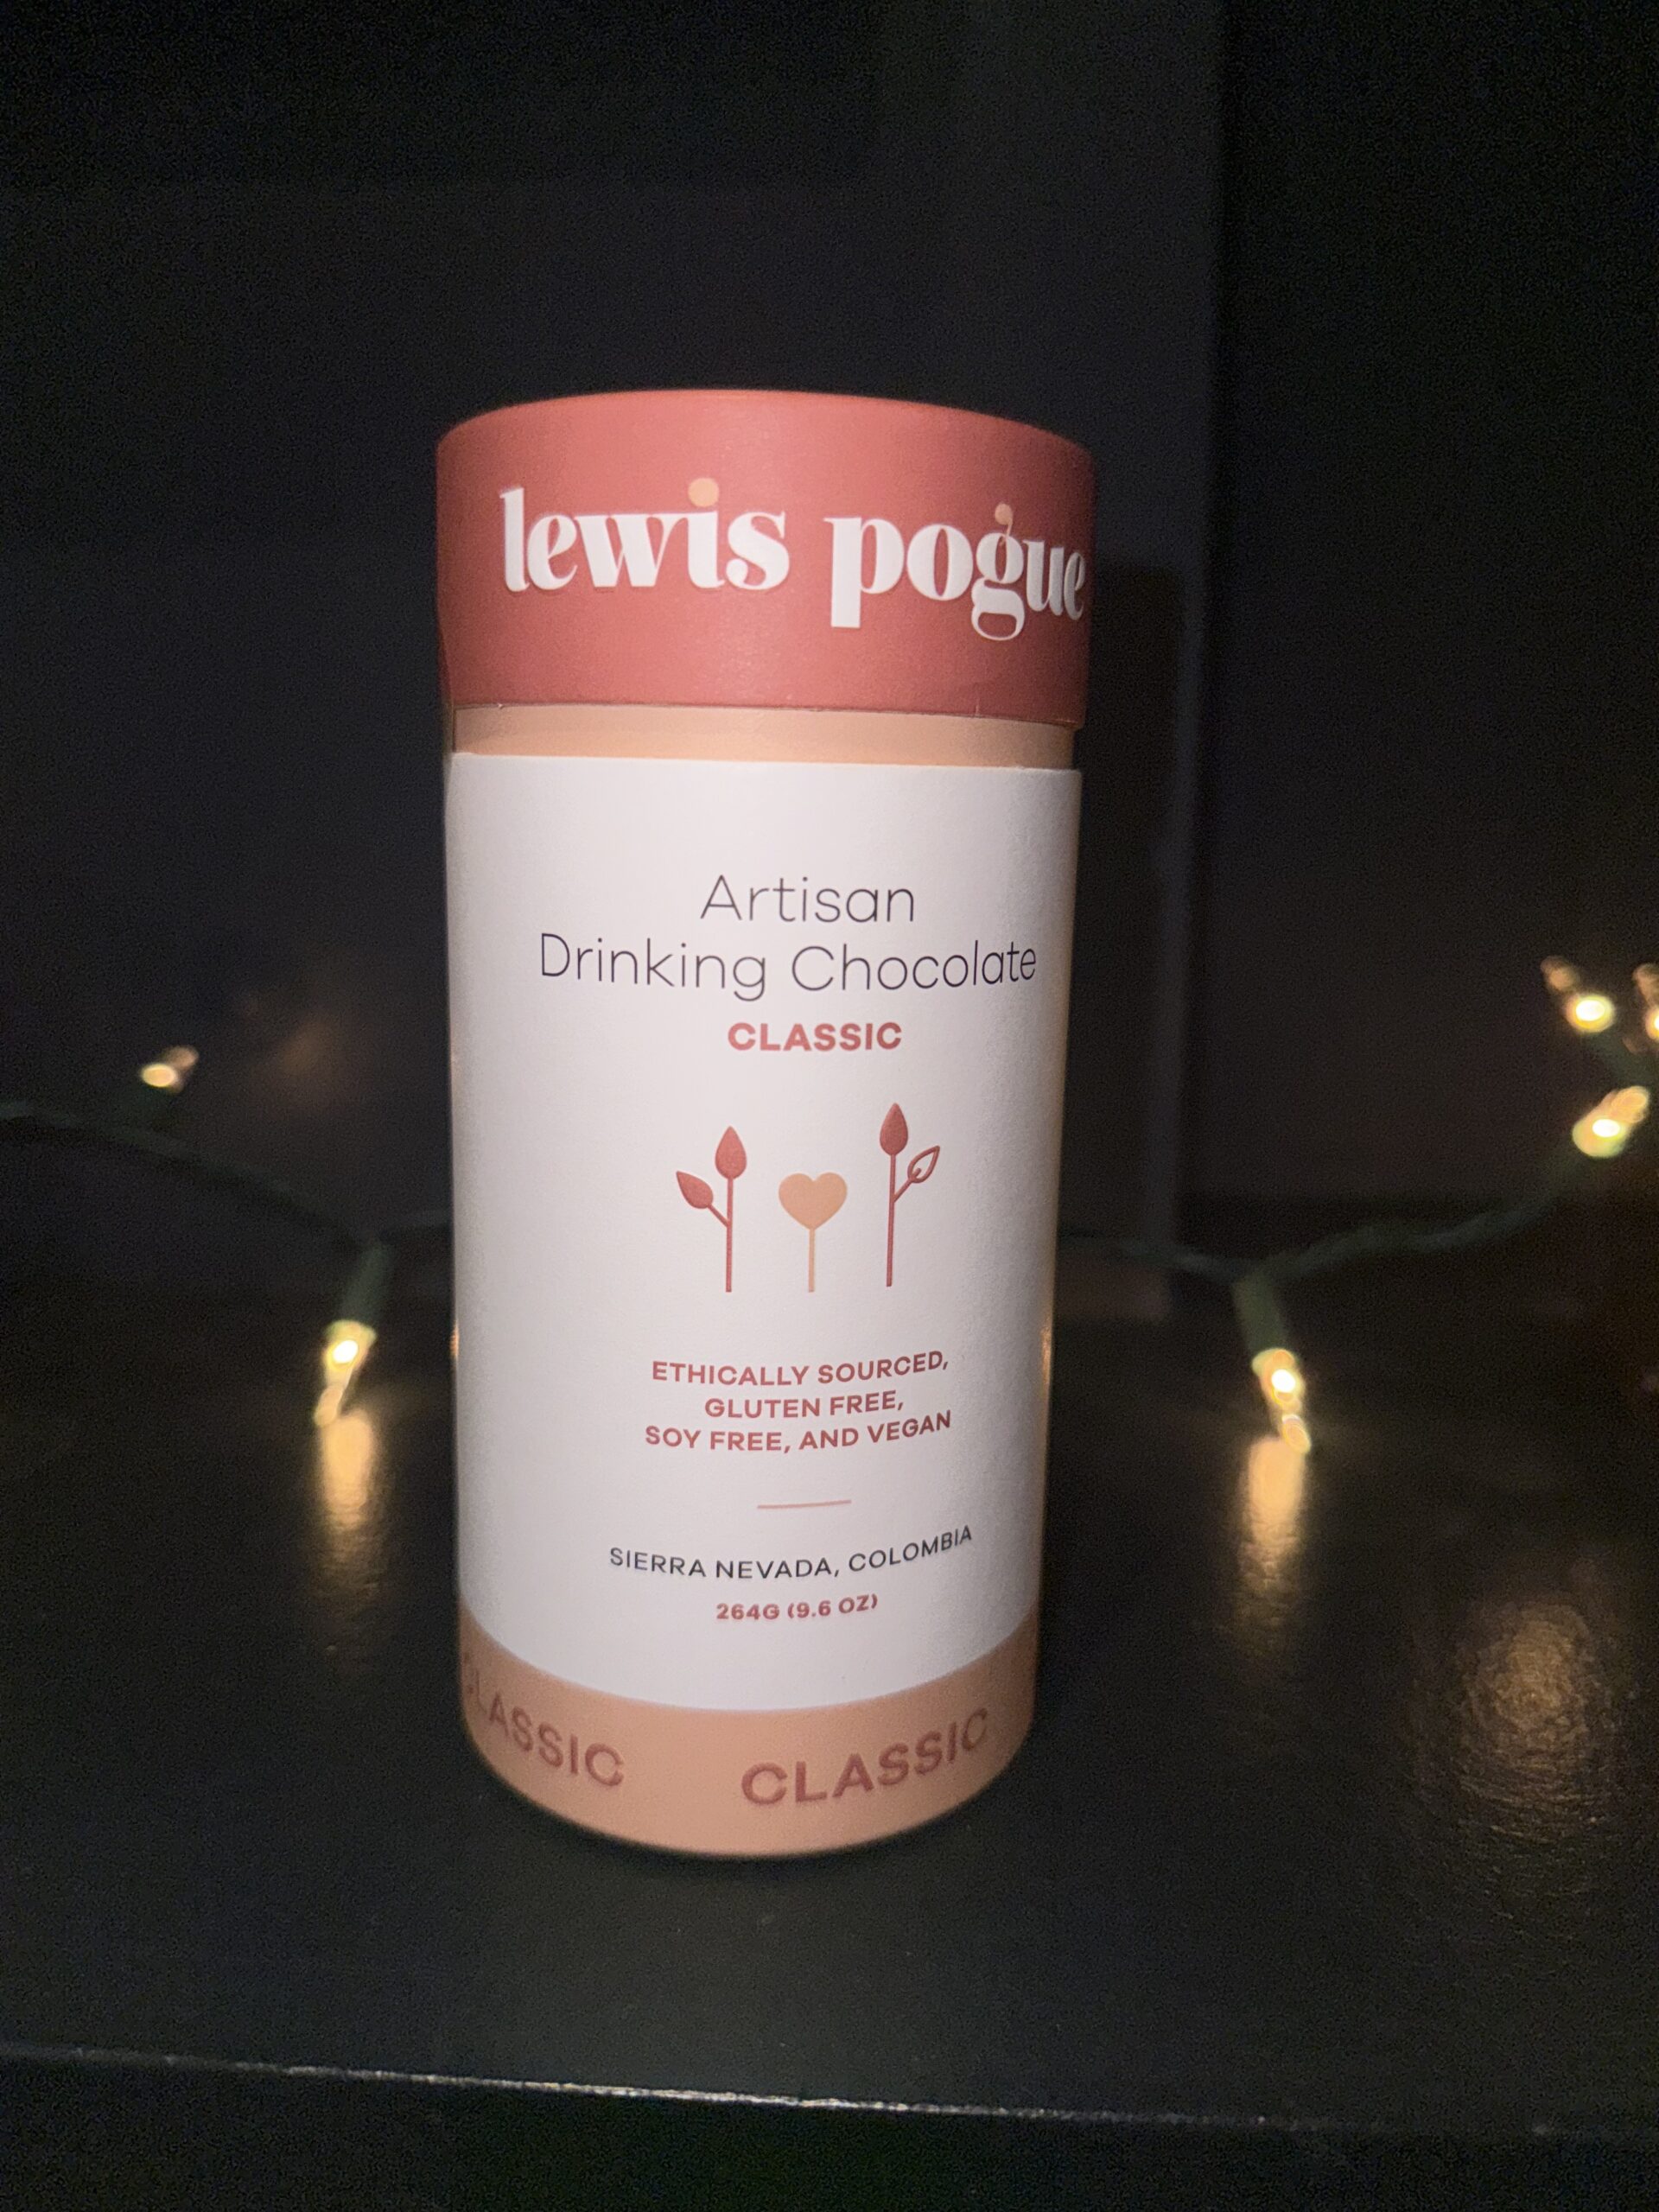 lewis pogue
Artisan
Drinking Chocolate
CLASSIC
ETHICALLY SOURCED,
GLUTEN FREE,
SOY FREE, AND VEGAN
SIERRA NEVADA, COLOMBIA
264G (9.6 OZ)
CLASSIC CLASSIC